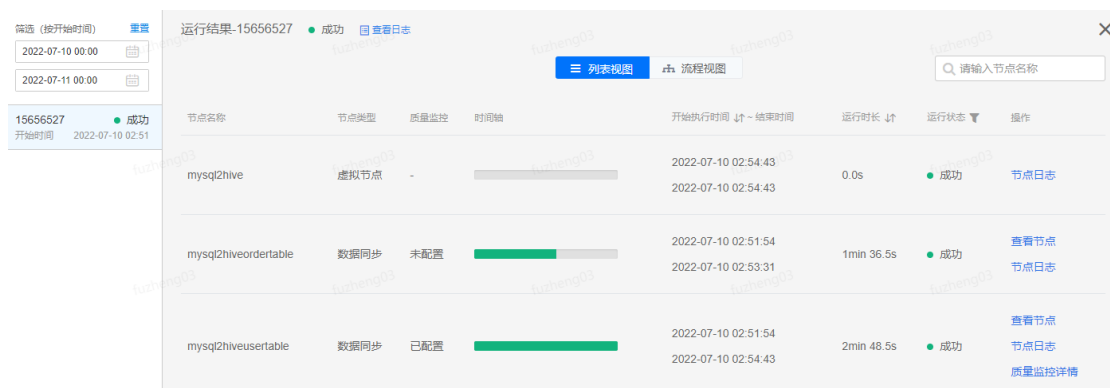 筛选（按开始时间） 重置
2022-07-10 00:00
2022-07-11 00:00
15656527 成功
开始时间 2022-07-10 02:51
运行结果-15656527 成功 查看日志
列表视图 流程视图
请输入节点名称
节点名称 节点类型 质量监控 时间轴 开始执行时间 ~ 结束时间 运行时长 运行状态 操作
mysql2hive 虚拟节点 - 2022-07-10 02:54:43 0.0s 成功 节点日志
2022-07-10 02:54:43
mysql2hiveordertable 数据同步 未配置 2022-07-10 02:51:54 1min 36.5s 成功 查看节点
2022-07-10 02:53:31 节点日志
mysql2hiveusertable 数据同步 已配置 2022-07-10 02:51:54 2min 48.5s 成功 查看节点
2022-07-10 02:54:43 节点日志
质量监控详情
fuzheng03